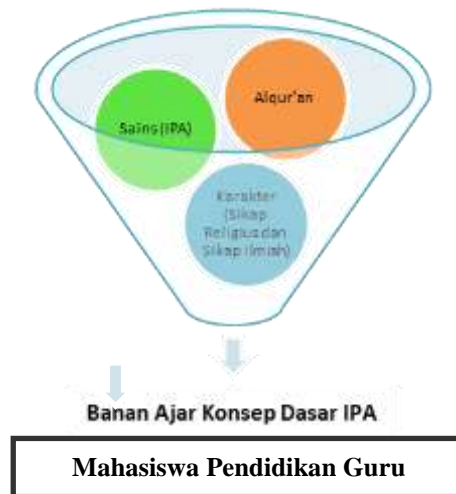 Alqur'an
Sains (IPA)
Karakter
(Sikap
Religius dan
Sikap Ilmiah)
Banan Ajar Konsep Dasar IPA
Mahasiswa Pendidikan Guru